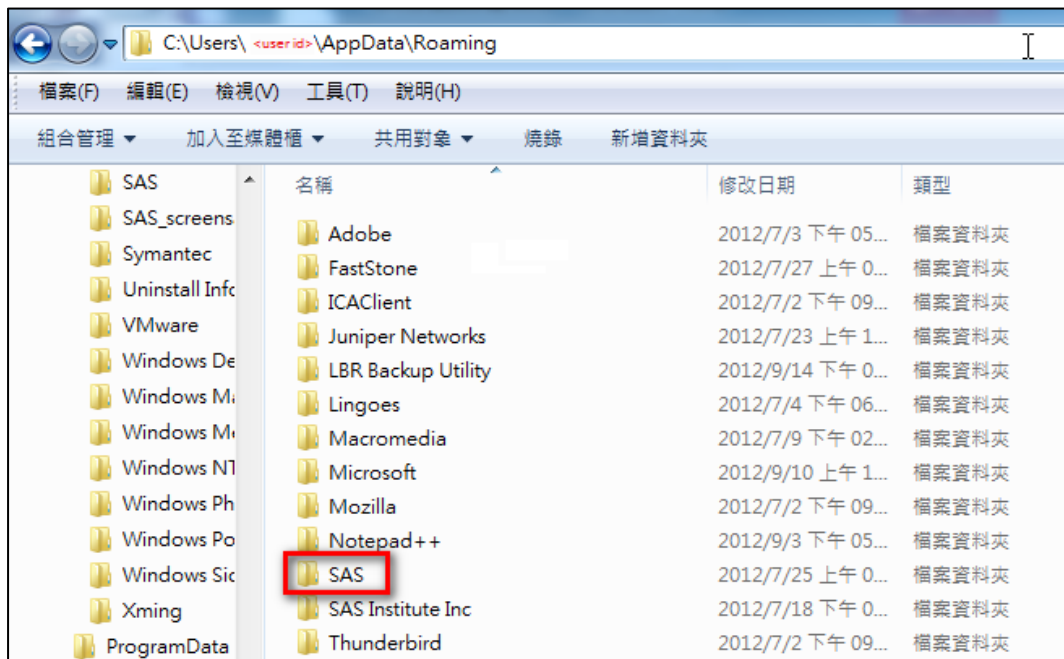 C:\Users\ <userid>\AppData\Roaming
檔案(F) 編輯(E) 檢視(V) 工具(T) 說明(H)
組合管理 加入至媒體櫃 共用對象 燒錄 新增資料夾
名稱 修改日期 類型
SAS
SAS_screens
Symantec
Uninstall Info
VMware
Windows De
Windows Ma
Windows Me
Windows NT
Windows Ph
Windows Po
Windows Sid
Xming
ProgramData
Adobe 2012/7/3 下午 05... 檔案資料夾
FastStone 2012/7/27 上午 0... 檔案資料夾
ICAClient 2012/7/2 下午 09... 檔案資料夾
Juniper Networks 2012/7/23 上午 1... 檔案資料夾
LBR Backup Utility 2012/9/14 下午 0... 檔案資料夾
Lingoes 2012/7/4 下午 06... 檔案資料夾
Macromedia 2012/7/9 下午 02... 檔案資料夾
Microsoft 2012/9/10 上午 1... 檔案資料夾
Mozilla 2012/7/2 下午 09... 檔案資料夾
Notepad++ 2012/9/3 下午 05... 檔案資料夾
SAS 2012/7/25 上午 0... 檔案資料夾
SAS Institute Inc 2012/7/18 下午 0... 檔案資料夾
Thunderbird 2012/7/2 下午 09... 檔案資料夾